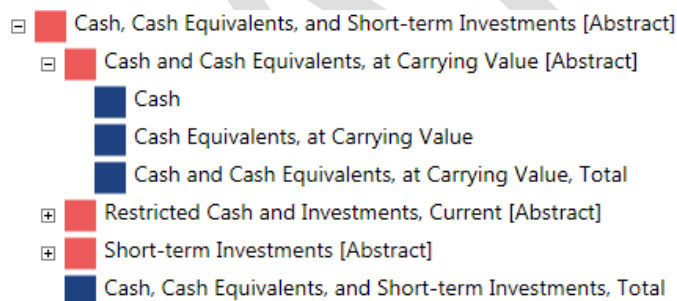 Cash, Cash Equivalents, and Short-term Investments [Abstract]
Cash and Cash Equivalents, at Carrying Value [Abstract]
Cash
Cash Equivalents, at Carrying Value
Cash and Cash Equivalents, at Carrying Value, Total
Restricted Cash and Investments, Current [Abstract]
Short-term Investments [Abstract]
Cash, Cash Equivalents, and Short-term Investments, Total